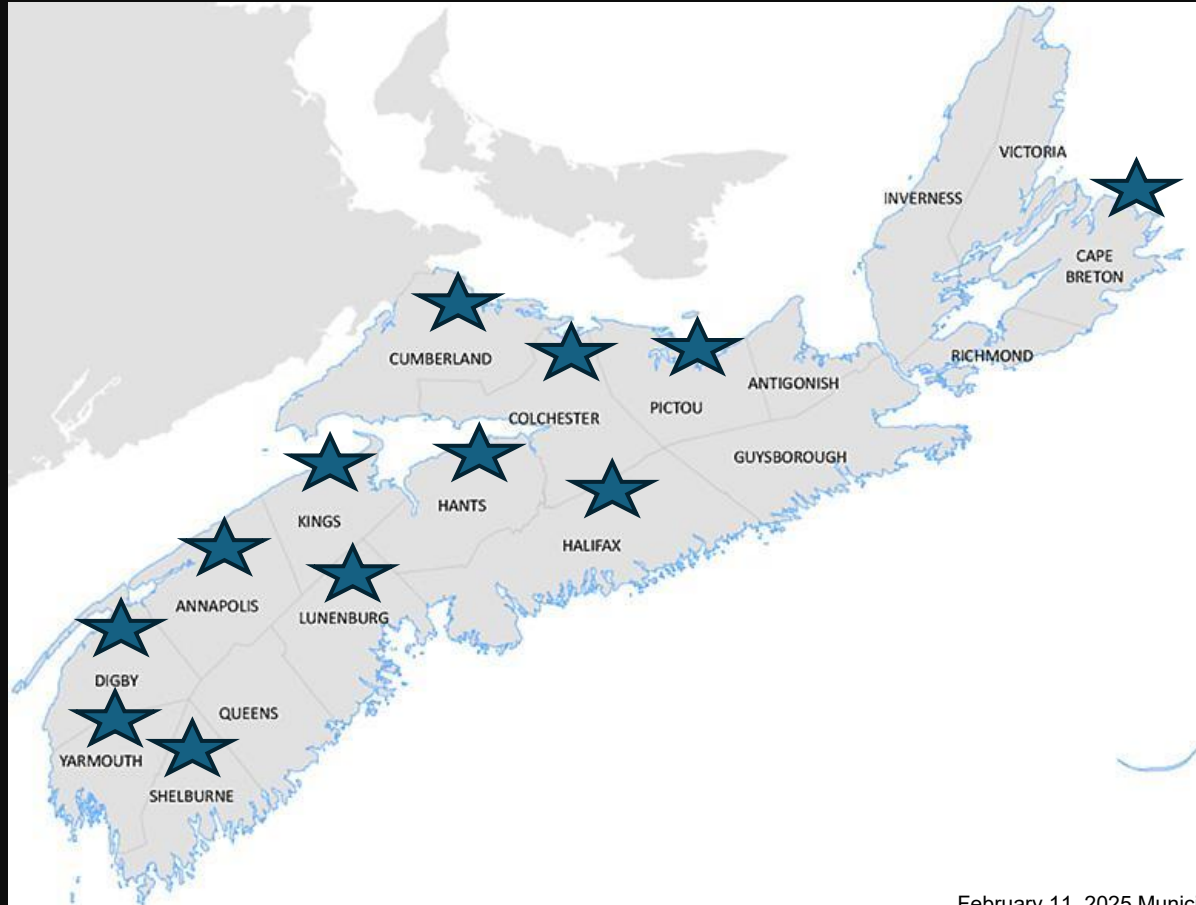 VICTORIA
INVERNESS
CAPE
BRETON
RICHMOND
CUMBERLAND
ANTIGONISH
PICTOU
COLCHESTER
GUYSBOROUGH
HANTS
KINGS
HALIFAX
ANNAPOLIS
LUNENBURG
DIGBY
QUEENS
YARMOUTH
SHELBURNE
February 11, 2025 Munic